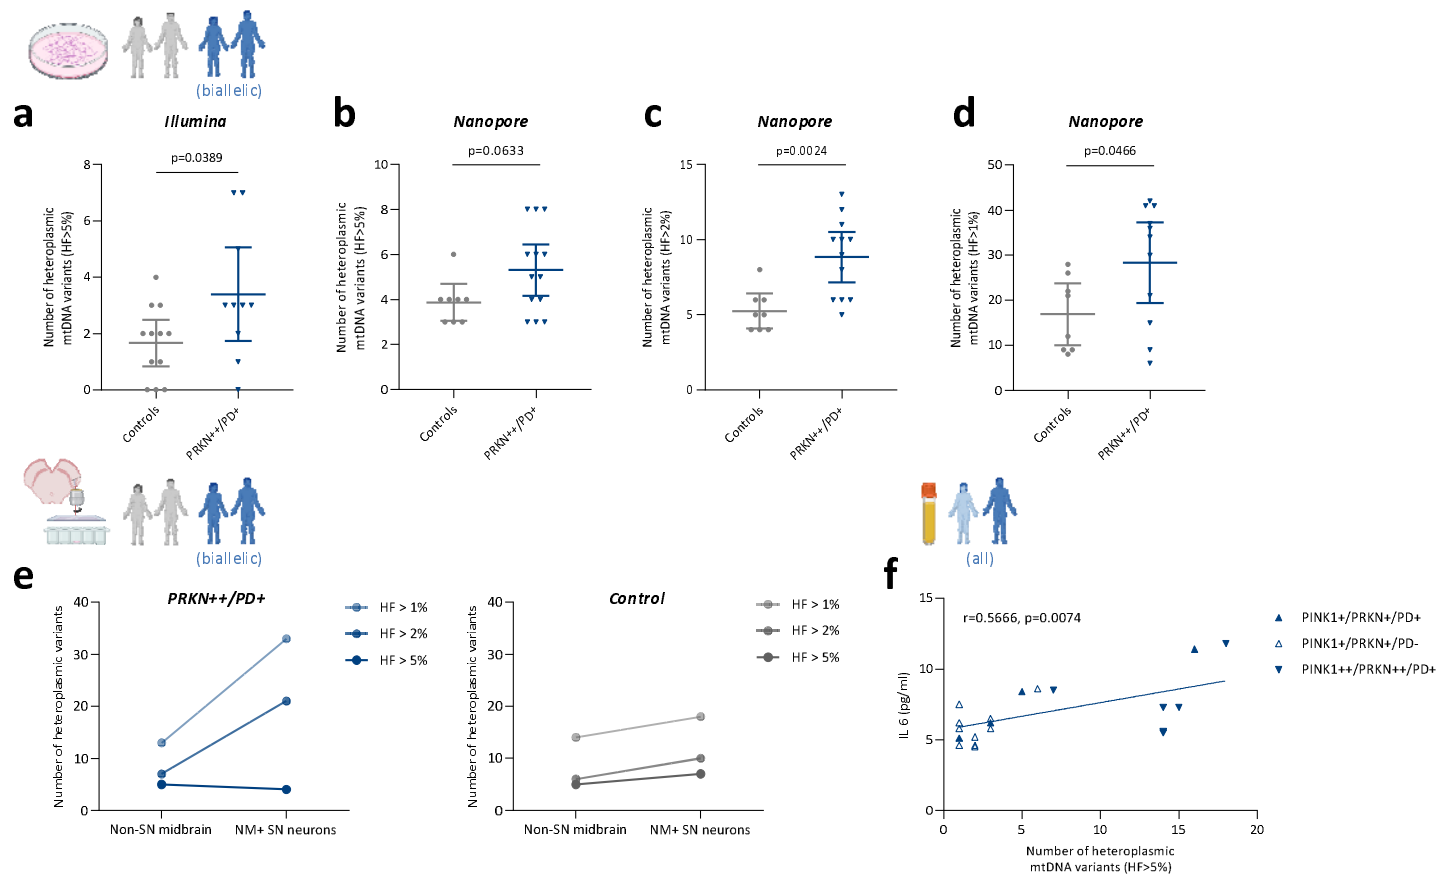 (biallelic)
a
Illumina
p=0.0389
Number of heteroplasmic
mtDNA variants (HF>5%)
8
6
4
2
0
Controls
PRKN++/PD+
b
Nanopore
p=0.0633
Number of heteroplasmic
mtDNA variants (HF>5%)
10
8
6
4
2
0
Controls
PRKN++/PD+
c
Nanopore
p=0.0024
Number of heteroplasmic
mtDNA variants (HF>2%)
15
10
5
0
Controls
PRKN++/PD+
d
Nanopore
p=0.0466
Number of heteroplasmic
mtDNA variants (HF>1%)
50
40
30
20
10
0
Controls
PRKN++/PD+
(biallelic)
e
PRKN++/PD+
Number of heteroplasmic variants
40
30
20
10
0
Non-SN midbrain
NM+ SN neurons
HF > 1%
HF > 2%
HF > 5%
Control
Number of heteroplasmic variants
40
30
20
10
0
Non-SN midbrain
NM+ SN neurons
HF > 1%
HF > 2%
HF > 5%
(all)
f
r=0.5666, p=0.0074
IL 6 (pg/ml)
15
10
5
0
0
5
10
15
20
Number of heteroplasmic
mtDNA variants (HF>5%)
PINK1+/PRKN+/PD+
PINK1+/PRKN+/PD-
PINK1++/PRKN++/PD+